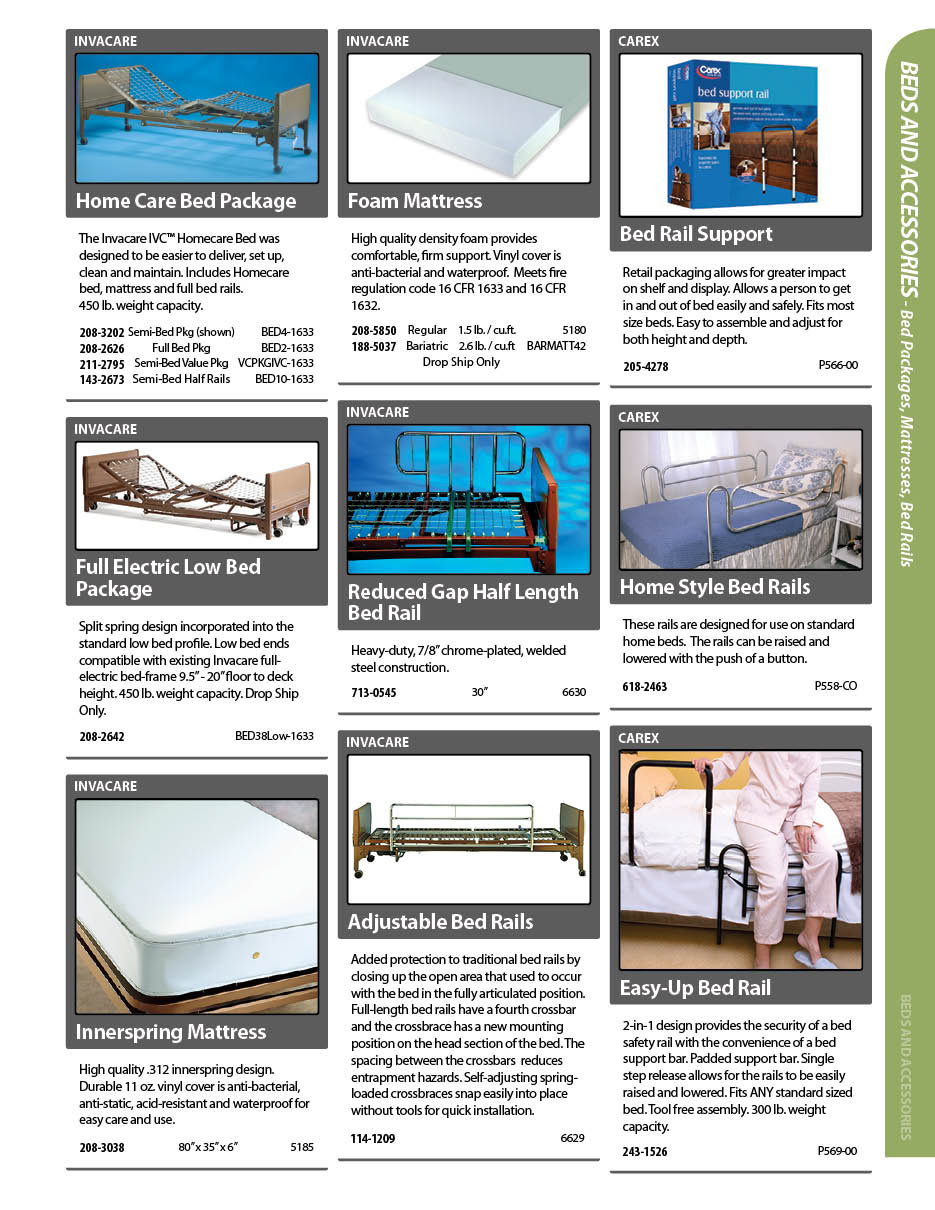 INVACARE
Home Care Bed Package
The Invacare IVC™ Homecare Bed was
designed to be easier to deliver, set up,
clean and maintain. Includes Homecare
bed, mattress and full bed rails.
450 lb. weight capacity.
208-3202 Semi-Bed Pkg (shown) BED4-1633
208-2626 Full Bed Pkg BED2-1633
211-2795 Semi-Bed Value Pkg VCPKGIVC-1633
143-2673 Semi-Bed Half Rails BED10-1633
INVACARE
Full Electric Low Bed
Package
Split spring design incorporated into the
standard low bed profile. Low bed ends
compatible with existing Invacare full-
electric bed-frame 9.5” - 20” floor to deck
height. 450 lb. weight capacity. Drop Ship
Only.
208-2642 BED38Low-1633
INVACARE
Innerspring Mattress
High quality .312 innerspring design.
Durable 11 oz. vinyl cover is anti-bacterial,
anti-static, acid-resistant and waterproof for
easy care and use.
208-3038 80” x 35” x 6” 5185
INVACARE
Foam Mattress
High quality density foam provides
comfortable, firm support. Vinyl cover is
anti-bacterial and waterproof. Meets fire
regulation code 16 CFR 1633 and 16 CFR
1632.
208-5850 Regular 1.5 lb. / cu.ft. 5180
188-5037 Bariatric 2.6 lb. / cu.ft BARMATT42
Drop Ship Only
INVACARE
Reduced Gap Half Length
Bed Rail
Heavy-duty, 7/8” chrome-plated, welded
steel construction.
713-0545 30” 6630
INVACARE
Adjustable Bed Rails
Added protection to traditional bed rails by
closing up the open area that used to occur
with the bed in the fully articulated position.
Full-length bed rails have a fourth crossbar
and the crossbrace has a new mounting
position on the head section of the bed. The
spacing between the crossbars reduces
entrapment hazards. Self-adjusting spring-
loaded crossbraces snap easily into place
without tools for quick installation.
114-1209 6629
CAREX
Carex
bed support rail
Bed Rail Support
Retail packaging allows for greater impact
on shelf and display. Allows a person to get
in and out of bed easily and safely. Fits most
size beds. Easy to assemble and adjust for
both height and depth.
205-4278 P566-00
CAREX
Home Style Bed Rails
These rails are designed for use on standard
home beds. The rails can be raised and
lowered with the push of a button.
618-2463 P558-CO
CAREX
Easy-Up Bed Rail
2-in-1 design provides the security of a bed
safety rail with the convenience of a bed
support bar. Padded support bar. Single
step release allows for the rails to be easily
raised and lowered. Fits ANY standard sized
bed. Tool free assembly. 300 lb. weight
capacity.
243-1526 P569-00
BEDS AND ACCESSORIES - Bed Packages, Mattresses, Bed Rails
BEDS AND ACCESSORIES